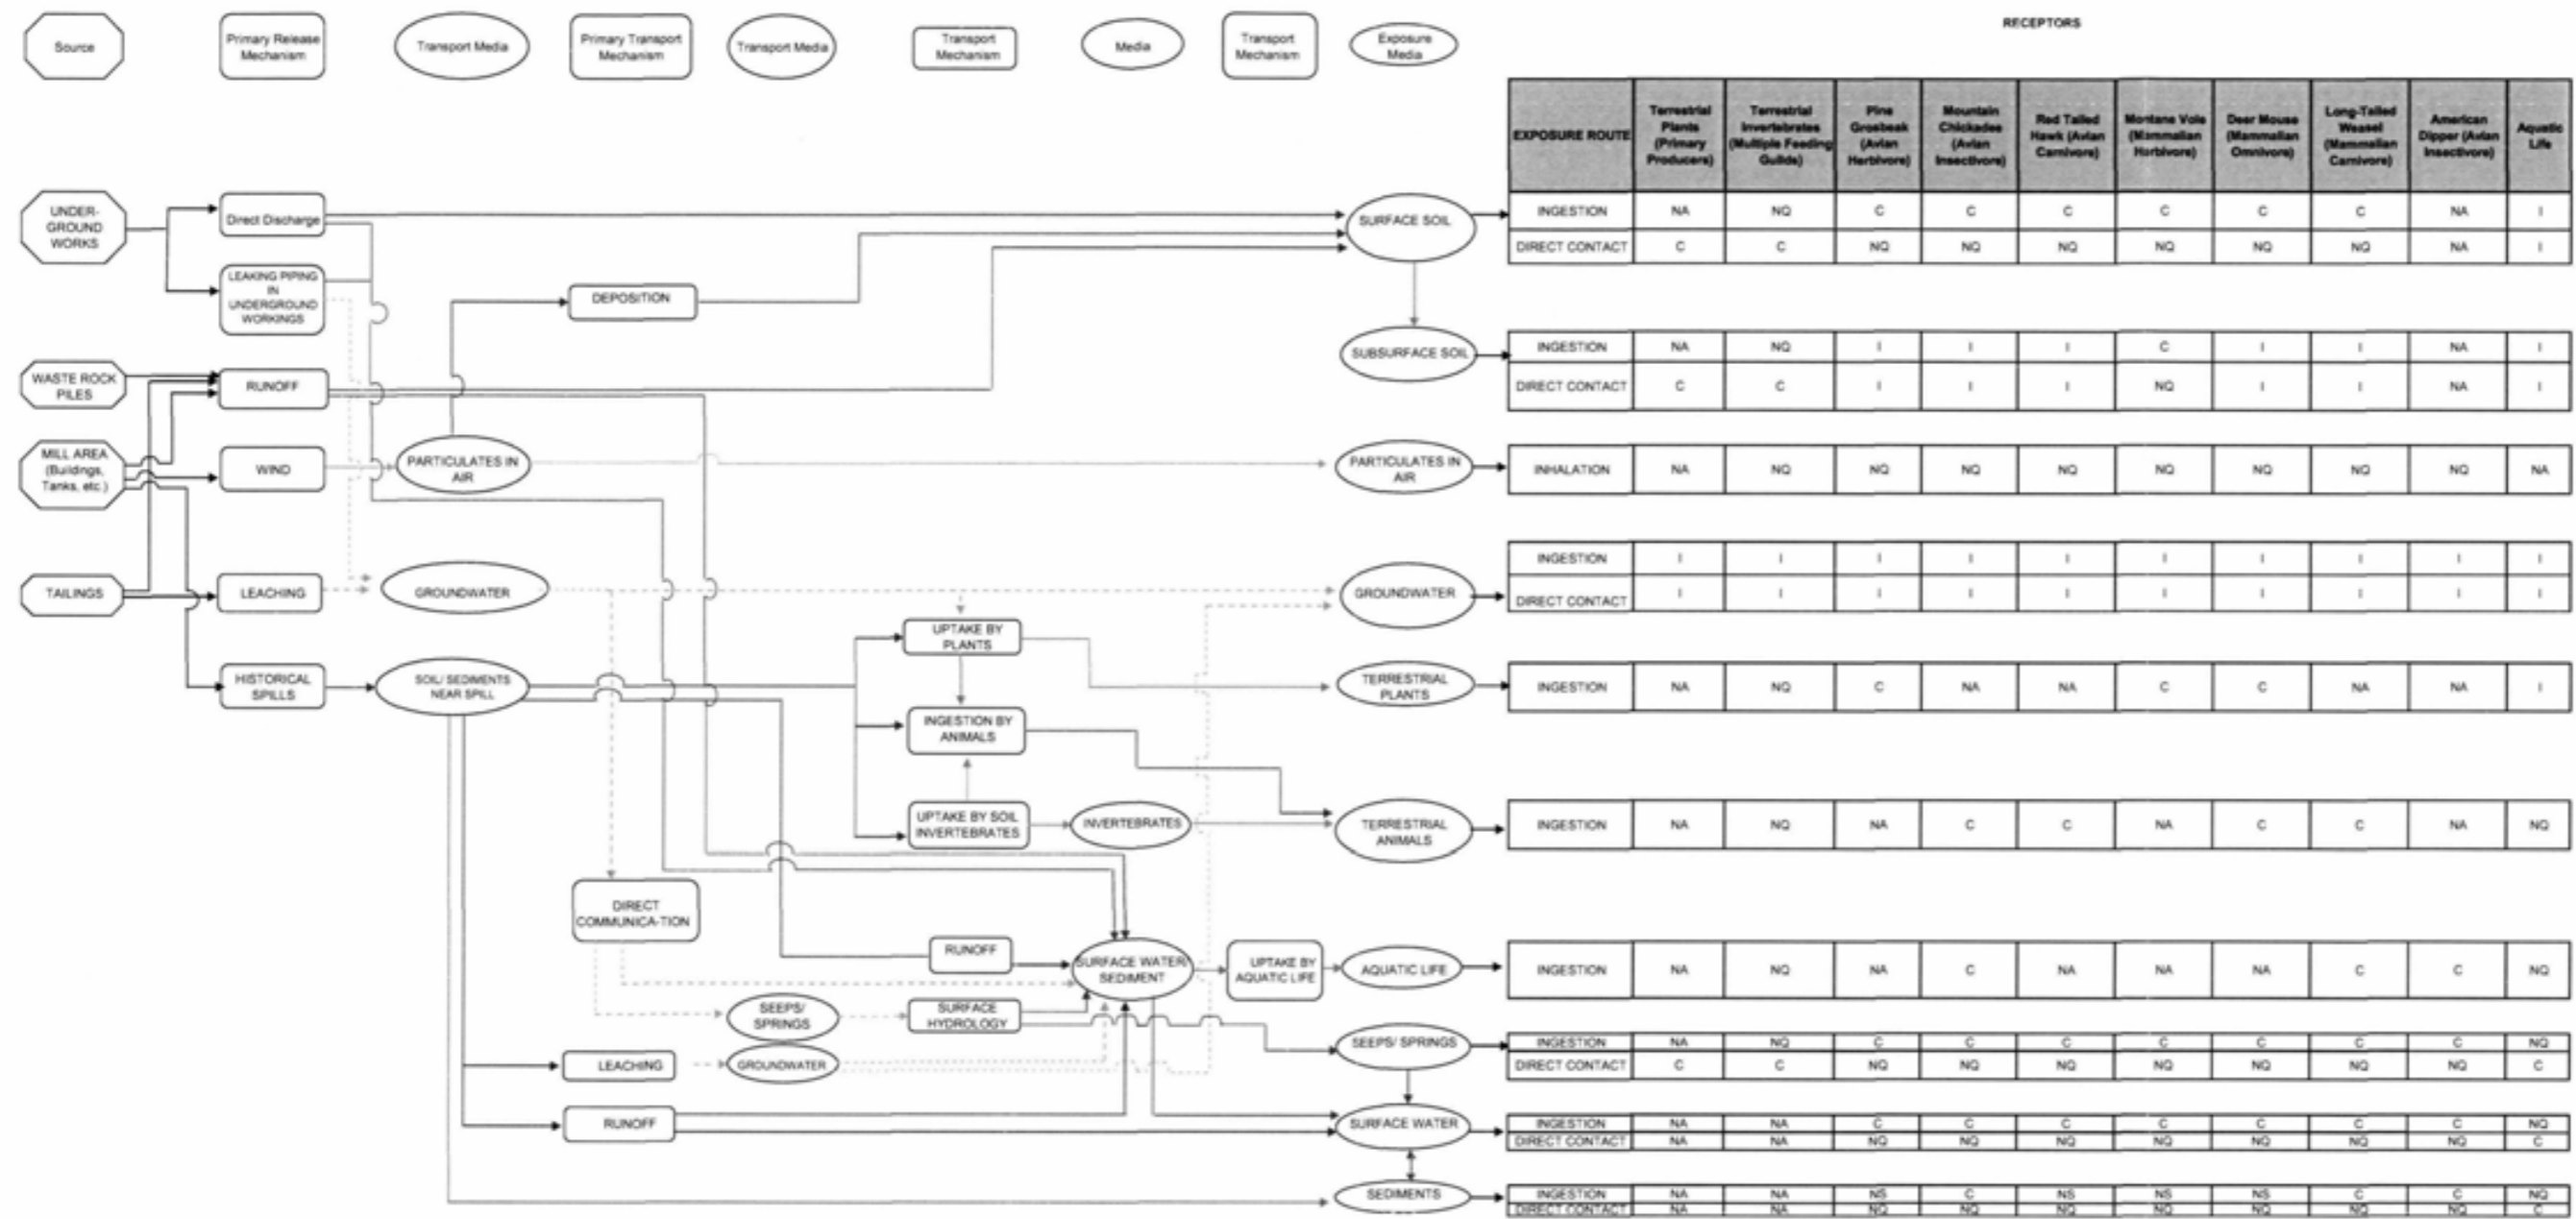 RECEPTORS
Source
Primary Release
Mechanism
Transport Media
Primary Transport
Mechanism
Transport Media
Transport
Mechanism
Media
Transport
Mechanism
Exposure
Media
EXPOSURE ROUTE
Terrestrial
Plants
(Primary
Producers)
Terrestrial
Invertebrates
(Multiple Feeding
Guilds)
Pine
Grosbeak
(Avian
Herbivore)
Mountain
Chickadee
(Avian
Insectivore)
Red Tailed
Hawk (Avian
Carnivore)
Montane Vole
(Mammalian
Horbivore)
Deer Mouse
(Mammalian
Omnivore)
Long-Tailed
Weasel
(Mammalian
Carnivore)
American
Dipper (Avian
Insectivore)
Aquatic
Life
UNDER-
GROUND
WORKS
Direct Discharge
SURFACE SOIL
INGESTION NA NQ C C C C C C NA I
DIRECT CONTACT C C NQ NQ NQ NQ NQ NQ NA I
LEAKING PIPING
IN
UNDERGROUND
WORKINGS
DEPOSITION
SUBSURFACE SOIL
INGESTION NA NQ I I I C I I NA I
DIRECT CONTACT C C I I I NQ I I NA I
WASTE ROCK
PILES
RUNOFF
MILL AREA
(Buildings,
Tanks, etc.)
WIND
PARTICULATES IN
AIR
PARTICULATES IN
AIR
INHALATION NA NQ NQ NQ NQ NQ NQ NQ NQ NA
TAILINGS
LEACHING
GROUNDWATER
GROUNDWATER
INGESTION I I I I I I I I I I
DIRECT CONTACT I I I I I I I I I I
UPTAKE BY
PLANTS
HISTORICAL
SPILLS
SOIL/ SEDIMENTS
NEAR SPILL
TERRESTRIAL
PLANTS
INGESTION NA NQ C NA NA C C NA NA I
INGESTION BY
ANIMALS
UPTAKE BY SOIL
INVERTEBRATES
INVERTEBRATES
TERRESTRIAL
ANIMALS
INGESTION NA NQ NA C C NA C C NA NQ
DIRECT
COMMUNICA-TION
RUNOFF
SURFACE WATER/
SEDIMENT
UPTAKE BY
AQUATIC LIFE
AQUATIC LIFE
INGESTION NA NQ NA C NA NA NA C C NQ
SEEPS/
SPRINGS
SURFACE
HYDROLOGY
SEEPS/ SPRINGS
INGESTION NA NQ C C C C C C C NQ
DIRECT CONTACT C C NQ NQ NQ NQ NQ NQ NQ C
LEACHING
GROUNDWATER
RUNOFF
SURFACE WATER
INGESTION NA NA C C C C C C C NQ
DIRECT CONTACT NA NA NQ NQ NQ NQ NQ NQ NQ C
SEDIMENTS
INGESTION NA NA NS C NS NS NS C C NQ
DIRECT CONTACT NA NA NQ NQ NQ NQ NQ NQ NQ C